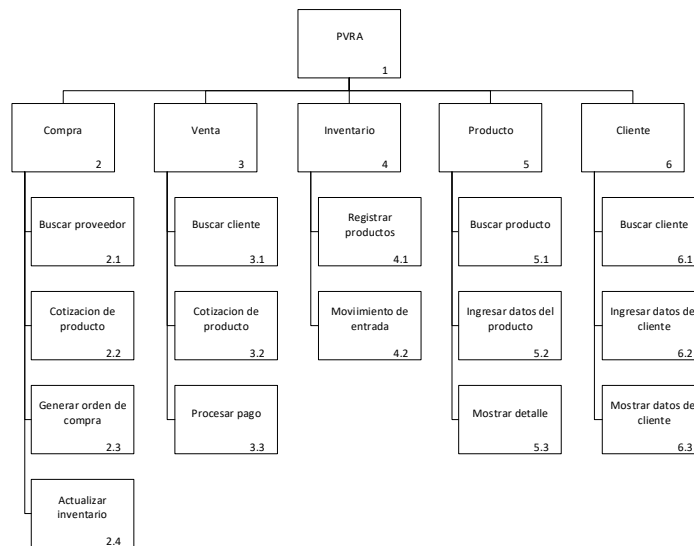 PVRA
1
Compra
2
Venta
3
Inventario
4
Producto
5
Cliente
6
Buscar proveedor
2.1
Buscar cliente
3.1
Registrar
productos
4.1
Buscar producto
5.1
Buscar cliente
6.1
Cotizacion de
producto
2.2
Cotizacion de
producto
3.2
Moviimiento de
entrada
4.2
Ingresar datos del
producto
5.2
Ingresar datos de
cliente
6.2
Generar orden de
compra
2.3
Procesar pago
3.3
Mostrar detalle
5.3
Mostrar datos de
cliente
6.3
Actualizar
inventario
2.4